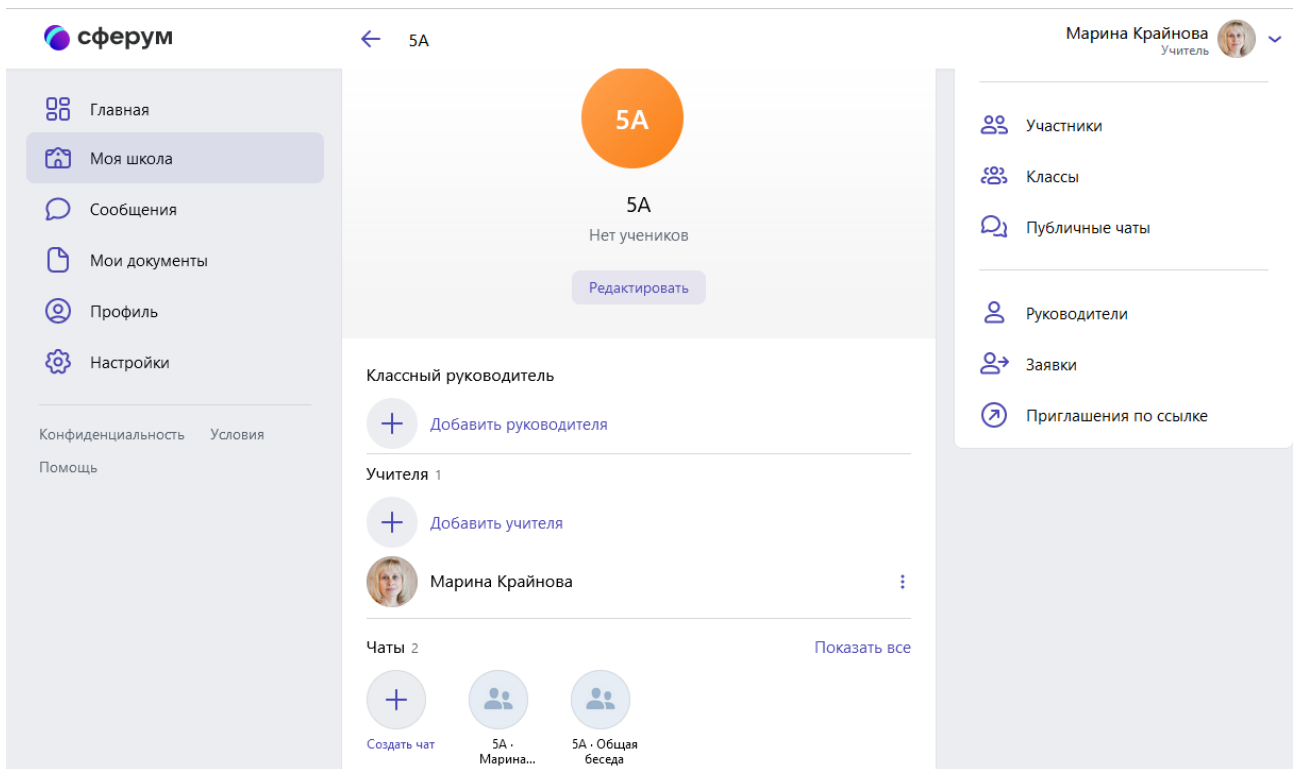 сферум
5А
Марина Крайнова
Учитель
Главная
Моя школа
Сообщения
Мои документы
Профиль
Настройки
Конфиденциальность Условия
Помощь
5А
5А
Нет учеников
Редактировать
Классный руководитель
Добавить руководителя
Учителя 1
Добавить учителя
Марина Крайнова
Чаты 2 Показать все
Создать чат
5А ·
Марина...
5А · Общая
беседа
Участники
Классы
Публичные чаты
Руководители
Заявки
Приглашения по ссылке